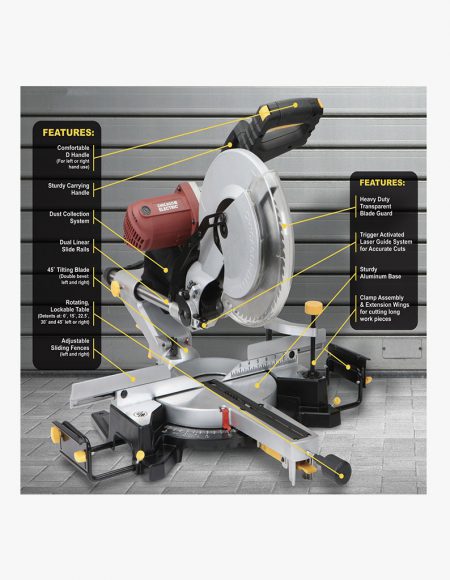 FEATURES:
Comfortable
D Handle
(For left or right
hand use)
Sturdy Carrying
Handle
Dust Collection
System
Dual Linear
Slide Rails
45° Tilting Blade
(Double bevel:
left and right)
Rotating,
Lockable Table
(Detents at: 0°, 15°, 22.5°,
30° and 45° left or right)
Adjustable
Sliding Fences
(left and right)
CHICAGO
ELECTRIC
FEATURES:
Heavy Duty
Transparent
Blade Guard
Trigger Activated
Laser Guide System
for Accurate Cuts
Sturdy
Aluminum Base
Clamp Assembly
& Extension Wings
for cutting long
work pieces